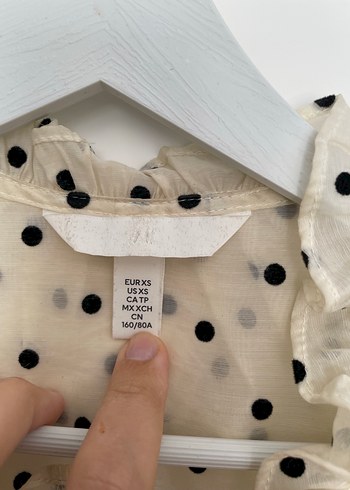 EUR XS
US XS
CA TP
MX XCH
CN
160/80A